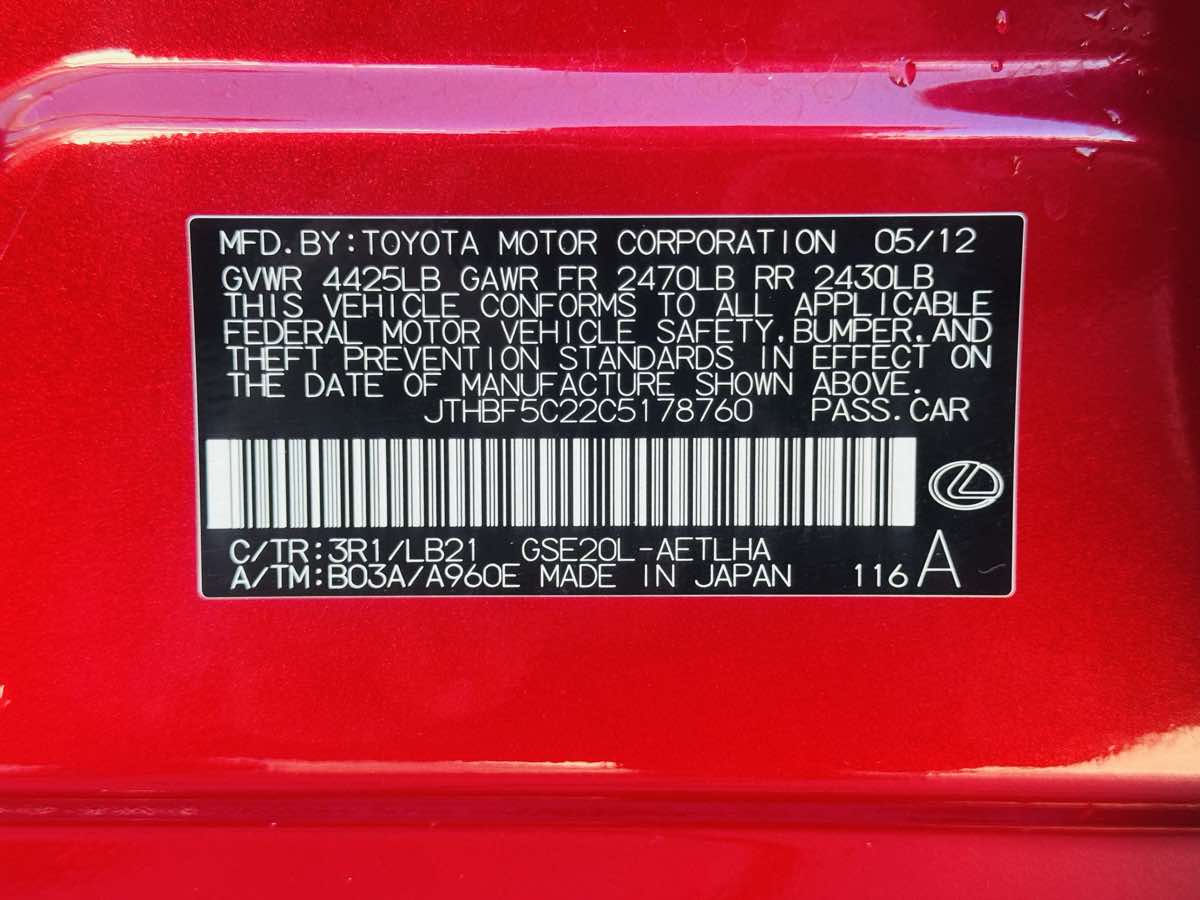 MFD.BY:TOYOTA MOTOR CORPORATION 05/12
GVWR 4425LB GAWR FR 2470LB RR 2430LB
THIS VEHICLE CONFORMS TO ALL APPLICABLE
FEDERAL MOTOR VEHICLE SAFETY,BUMPER,AND
THEFT PREVENTION STANDARDS IN EFFECT ON
THE DATE OF MANUFACTURE SHOWN ABOVE.
JTHBF5C22C5178760 PASS.CAR
C/TR:3R1/LB21 GSE20L-AETLHA
A/TM:B03A/A960E MADE IN JAPAN 116 A